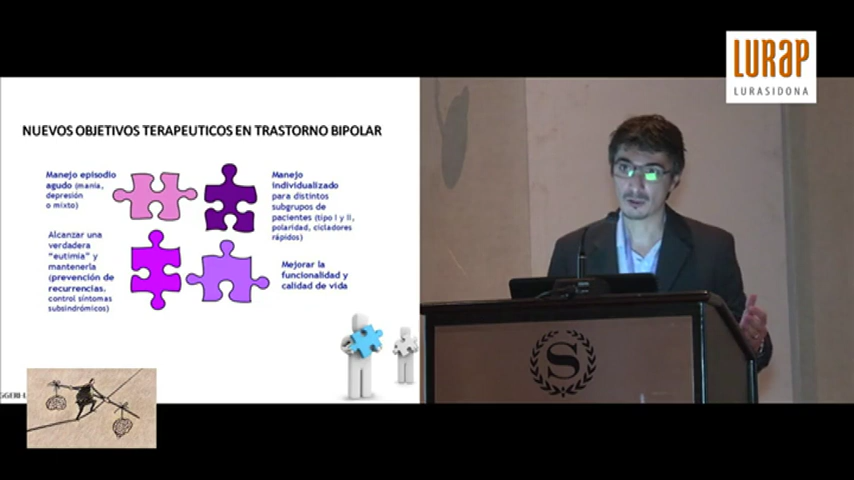 LURAP
LURASIDONA
NUEVOS OBJETIVOS TERAPEUTICOS EN TRASTORNO BIPOLAR
Manejo episodio
agudo (manía,
depresión
o mixto)
Manejo
individualizado
para distintos
subgrupos de
pacientes (tipo I y II,
polaridad, cicladores
rápidos)
Alcanzar una
verdadera
"eutimia" y
mantenerla
(prevención de
recurrencias,
control síntomas
subsindrómicos)
Mejorar la
funcionalidad y
calidad de vida
S